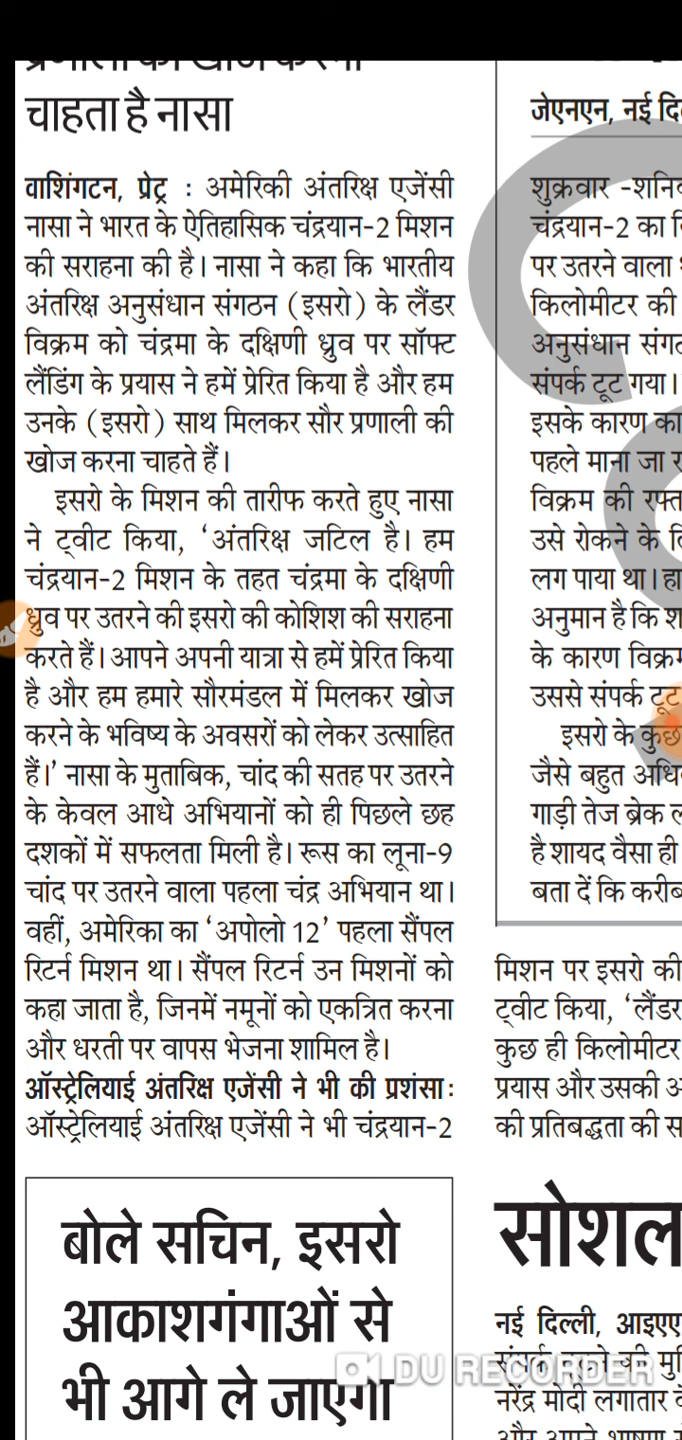 चाहता है नासा
वाशिंगटन, प्रेट्र : अमेरिकी अंतरिक्ष एजेंसी
नासा ने भारत के ऐतिहासिक चंद्रयान-2 मिशन
की सराहना की है। नासा ने कहा कि भारतीय
अंतरिक्ष अनुसंधान संगठन (इसरो) के लैंडर
विक्रम को चंद्रमा के दक्षिणी ध्रुव पर सॉफ्ट
लैंडिंग के प्रयास ने हमें प्रेरित किया है और हम
उनके (इसरो) साथ मिलकर सौर प्रणाली की
खोज करना चाहते हैं।
इसरो के मिशन की तारीफ करते हुए नासा
ने ट्वीट किया, ‘अंतरिक्ष जटिल है। हम
चंद्रयान-2 मिशन के तहत चंद्रमा के दक्षिणी
ध्रुव पर उतरने की इसरो की कोशिश की सराहना
करते हैं। आपने अपनी यात्रा से हमें प्रेरित किया
है और हम हमारे सौरमंडल में मिलकर खोज
करने के भविष्य के अवसरों को लेकर उत्साहित
हैं।’ नासा के मुताबिक, चांद की सतह पर उतरने
के केवल आधे अभियानों को ही पिछले छह
दशकों में सफलता मिली है। रूस का लूना-9
चांद पर उतरने वाला पहला चंद्र अभियान था।
वहीं, अमेरिका का ‘अपोलो 12’ पहला सैंपल
रिटर्न मिशन था। सैंपल रिटर्न उन मिशनों को
कहा जाता है, जिनमें नमूनों को एकत्रित करना
और धरती पर वापस भेजना शामिल है।
ऑस्ट्रेलियाई अंतरिक्ष एजेंसी ने भी की प्रशंसा:
ऑस्ट्रेलियाई अंतरिक्ष एजेंसी ने भी चंद्रयान-2
बोले सचिन, इसरो
आकाशगंगाओं से
भी आगे ले जाएगा
जेएनएन, नई
शुक्रवार
चंद्रयान-2 का
पर उतरने वाला
किलोमीटर की
अनुसंधान
संपर्क टूट गया।
इसके कारण
पहले माना जा
विक्रम की
उसे रोकने के
लग पाया था।
अनुमान है कि
के कारण
उससे संपर्क
इसरो के कुछ
जैसे बहुत
गाड़ी तेज ब्रेक
है शायद वैसा ही
बता दें कि
मिशन पर इसरो की
ट्वीट किया, ‘लैंडर
कुछ ही किलोमीटर
प्रयास और उसकी
की प्रतिबद्धता की
सोशल
नई दिल्ली,
नरेंद्र मोदी लगातार
DU RECORDER